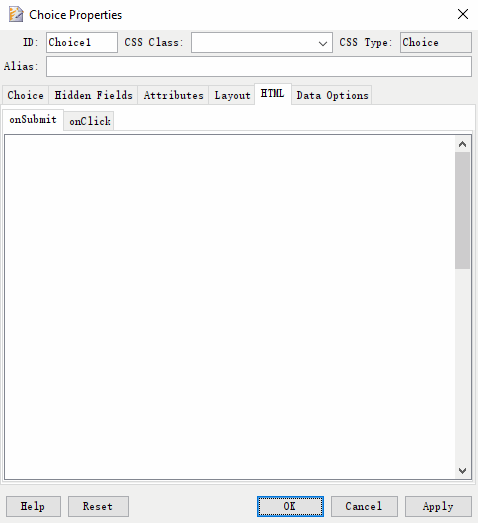 Choice Properties
ID: Choice1 CSS Class: CSS Type: Choice
Alias:
Choice Hidden Fields Attributes Layout HTML Data Options
onSubmit onClick
Help Reset OK Cancel Apply